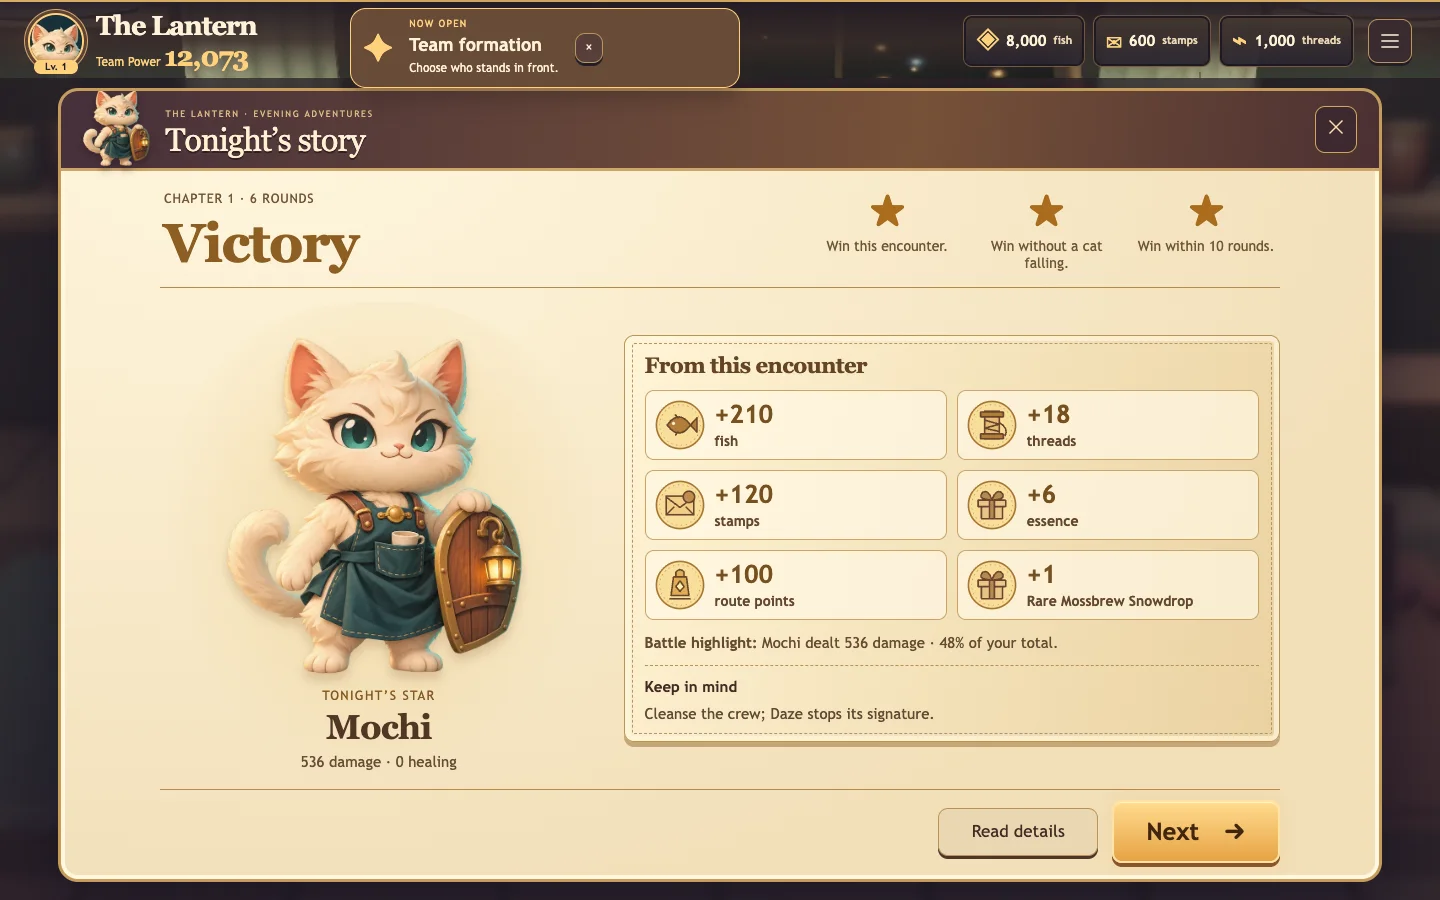 The Lantern
Team Power 12,073
Lv. 1
NOW OPEN
Team formation
Choose who stands in front.
×
8,000 fish
600 stamps
1,000 threads
THE LANTERN · EVENING ADVENTURES
Tonight's story
CHAPTER 1 · 6 ROUNDS
Victory
Win this encounter.
Win without a cat
falling.
Win within 10 rounds.
From this encounter
+210
fish
+18
threads
+120
stamps
+6
essence
+100
route points
+1
Rare Mossbrew Snowdrop
Battle highlight: Mochi dealt 536 damage · 48% of your total.
Keep in mind
Cleanse the crew; Daze stops its signature.
TONIGHT'S STAR
Mochi
536 damage · 0 healing
Read details
Next →